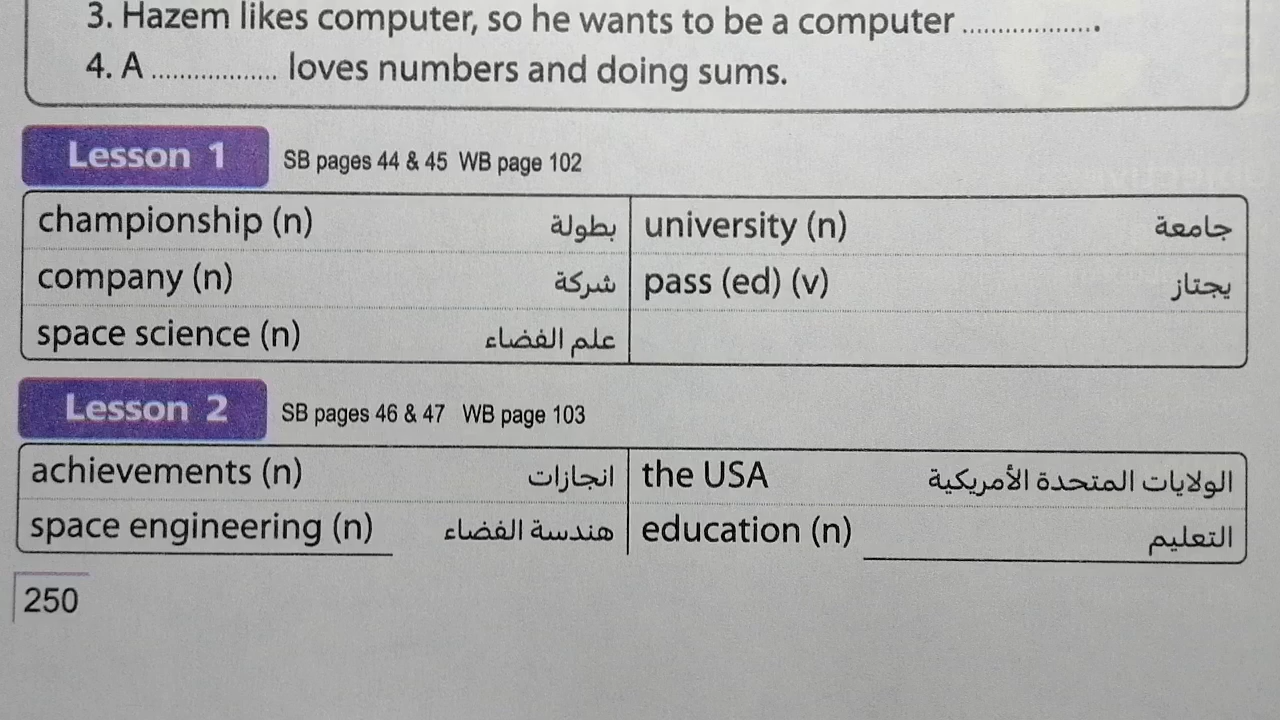 3. Hazem likes computer, so he wants to be a computer ....................
4. A .................. loves numbers and doing sums.
Lesson 1 SB pages 44 & 45 WB page 102
championship (n) بطولة university (n) جامعة
company (n) شركة pass (ed) (v) يجتاز
space science (n) علم الفضاء
Lesson 2 SB pages 46 & 47 WB page 103
achievements (n) انجازات the USA الولايات المتحدة الأمريكية
space engineering (n) هندسة الفضاء education (n) التعليم
250